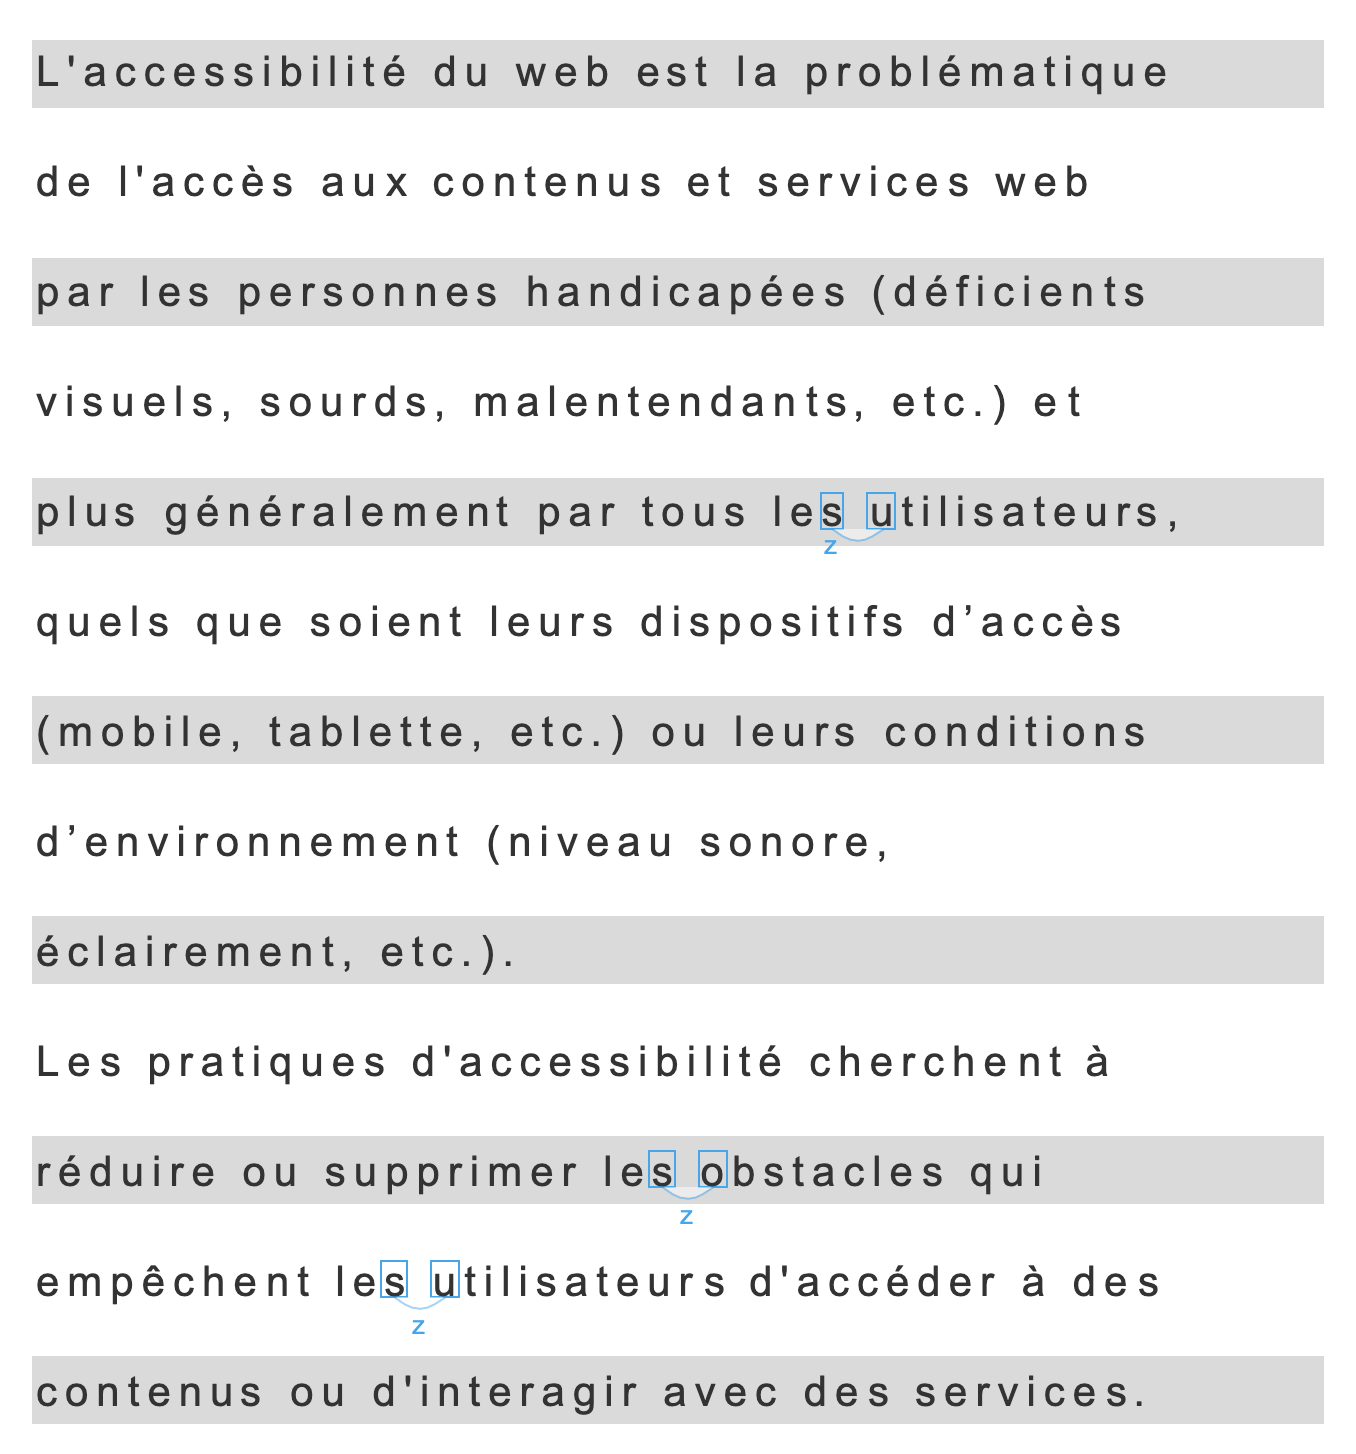 L'accessibilité du web est la problématique
de l'accès aux contenus et services web
par les personnes handicapées (déficients
visuels, sourds, malentendants, etc.) et
plus généralement par tous les utilisateurs,
z
quels que soient leurs dispositifs d’accès
(mobile, tablette, etc.) ou leurs conditions
d’environnement (niveau sonore,
éclairement, etc.).
Les pratiques d'accessibilité cherchent à
réduire ou supprimer les obstacles qui
z
empêchent les utilisateurs d'accéder à des
z
contenus ou d'interagir avec des services.